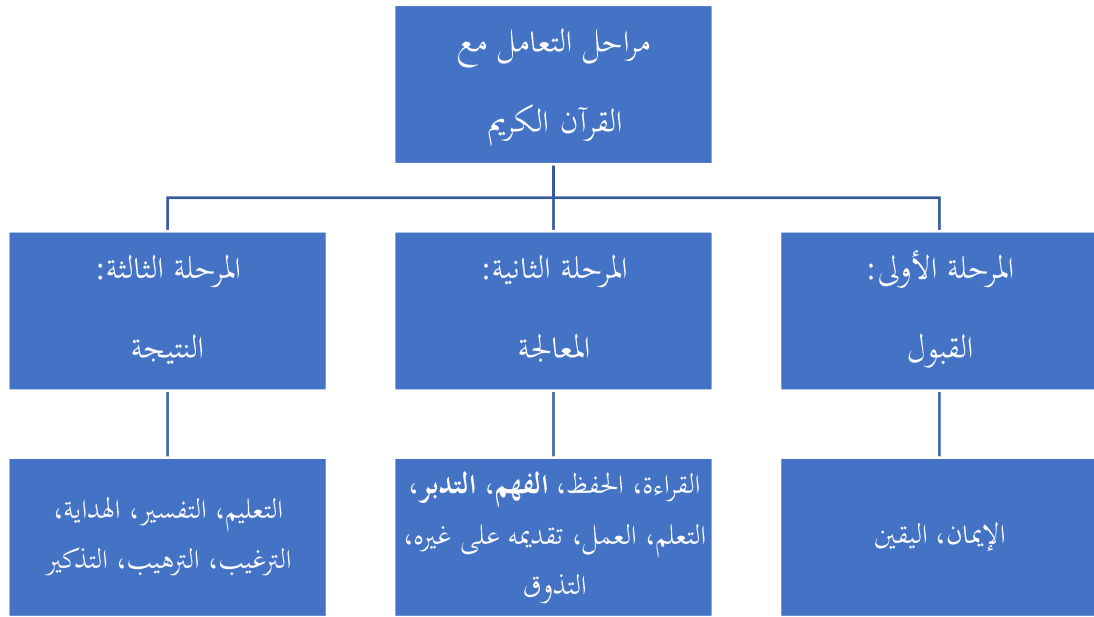 مراحل التعامل مع
القرآن الكريم
المرحلة الأولى:
القبول
المرحلة الثانية:
المعالجة
المرحلة الثالثة:
النتيجة
الإيمان، اليقين
القراءة، الحفظ، الفهم، التدبر،
التعلم، العمل، تقديمه على غيره،
التذوق
التعليم، التفسير، الهداية،
الترغيب، الترهيب، التذكير